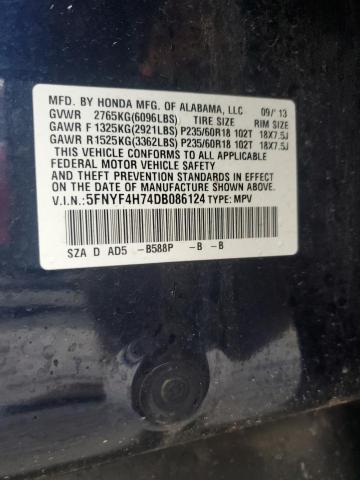 MFD. BY HONDA MFG. OF ALABAMA, LLC 09/'13
GVWR 2765KG(6096LBS) TIRE SIZE RIM SIZE
GAWR F 1325KG(2921LBS) P235/60R18 102T 18X7.5J
GAWR R1525KG(3362LBS) P235/60R18 102T 18X7.5J
THIS VEHICLE CONFORMS TO ALL APPLICABLE
FEDERAL MOTOR VEHICLE SAFETY, BUMPER,
AND THEFT PREVENTION STANDARDS IN EFFECT
ON THE DATE OF MANUFACTURE SHOWN ABOVE.
V.I.N.: 5FNYF4H74DB086124 TYPE: MPV
SZA D AD5 -B588P -B -B